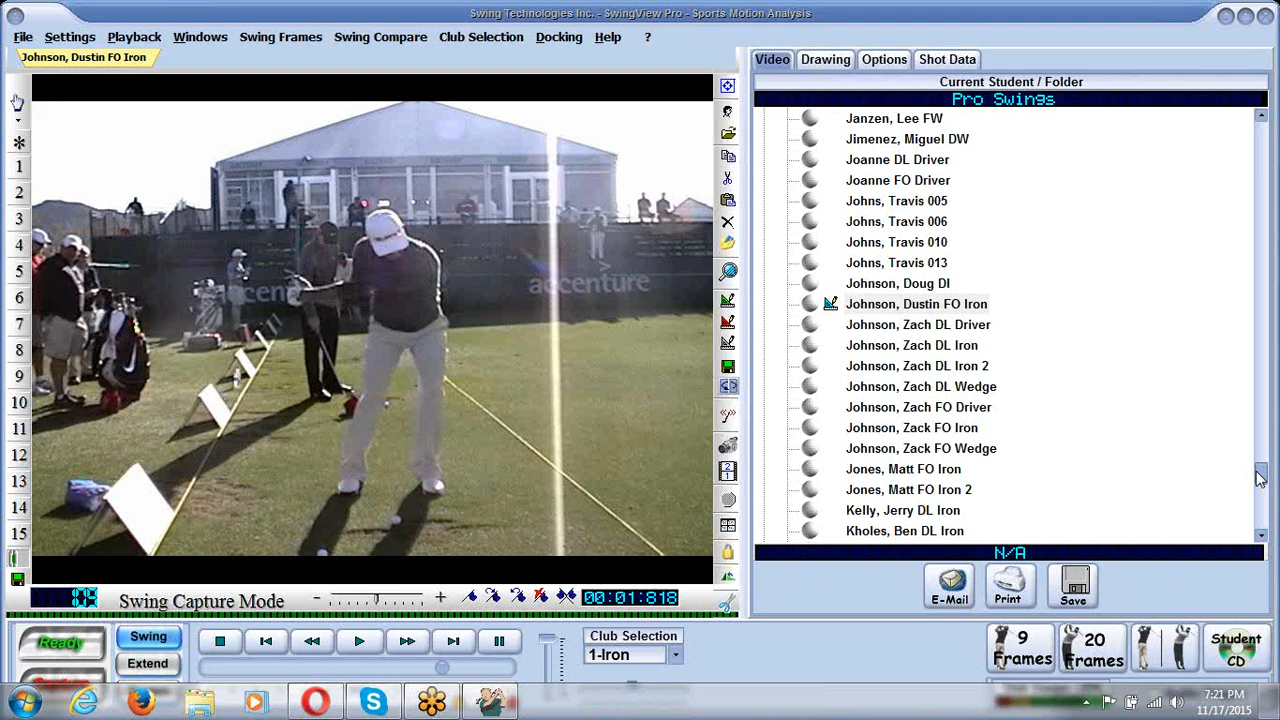 Swing Technologies Inc. - SwingView Pro - Sports Motion Analysis
File Settings Playback Windows Swing Frames Swing Compare Club Selection Docking Help ?
Johnson, Dustin FO Iron
Video Drawing Options Shot Data
Current Student / Folder
Pro Swings
Janzen, Lee FW
Jimenez, Miguel DW
Joanne DL Driver
Joanne FO Driver
Johns, Travis 005
Johns, Travis 006
Johns, Travis 010
Johns, Travis 013
Johnson, Doug DI
Johnson, Dustin FO Iron
Johnson, Zach DL Driver
Johnson, Zach DL Iron
Johnson, Zach DL Iron 2
Johnson, Zach DL Wedge
Johnson, Zach FO Driver
Johnson, Zack FO Iron
Johnson, Zack FO Wedge
Jones, Matt FO Iron
Jones, Matt FO Iron 2
Kelly, Jerry DL Iron
Kholes, Ben DL Iron
N/A
E-Mail Print Save
1
2
3
4
5
6
7
8
9
10
11
12
13
14
15
accenture
Swing Capture Mode
- +
00:01:818
Ready
Swing
Extend
Club Selection
1-Iron
9 Frames
20 Frames
Student CD
7:21 PM
11/17/2015